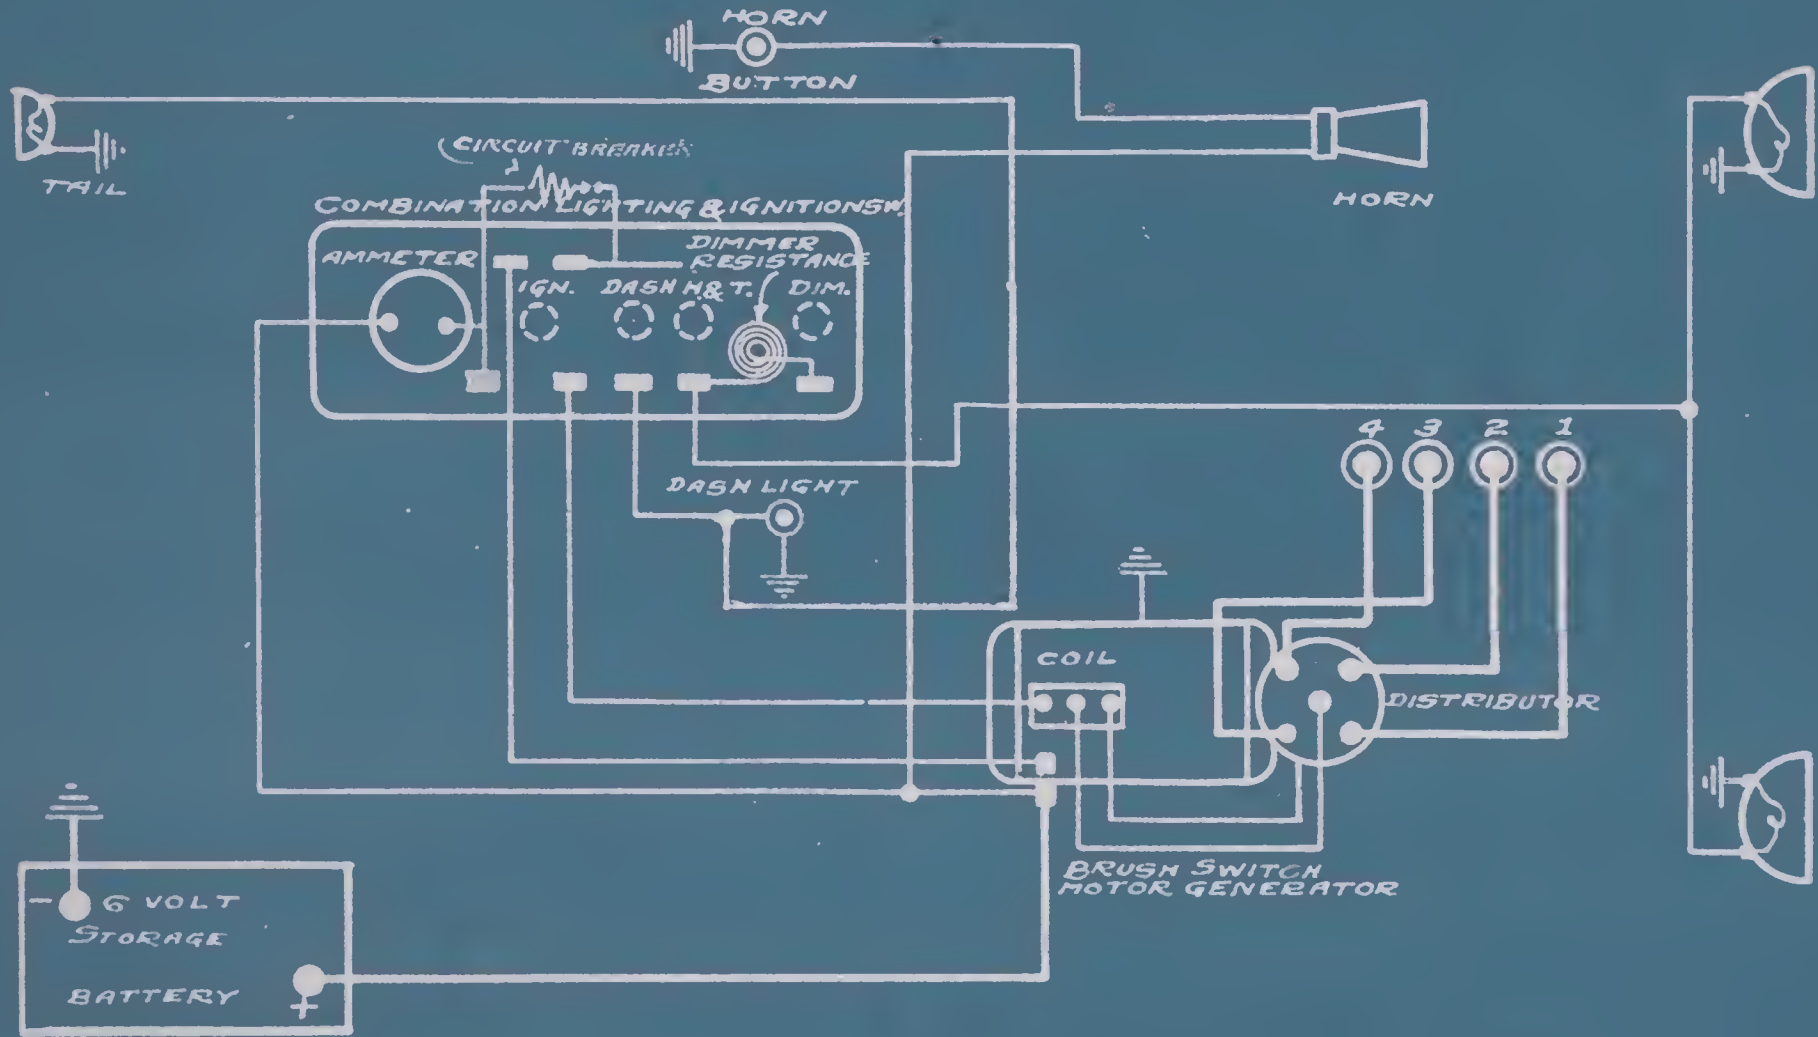 HORN
BUTTON
TAIL
CIRCUIT BREAKER
HORN
COMBINATION LIGHTING & IGNITION SW.
AMMETER
DIMMER
RESISTANCE
IGN. DASH H & T. DIM.
4 3 2 1
DASH LIGHT
COIL
DISTRIBUTOR
BRUSH SWITCH
MOTOR GENERATOR
- 6 VOLT
STORAGE
BATTERY
+